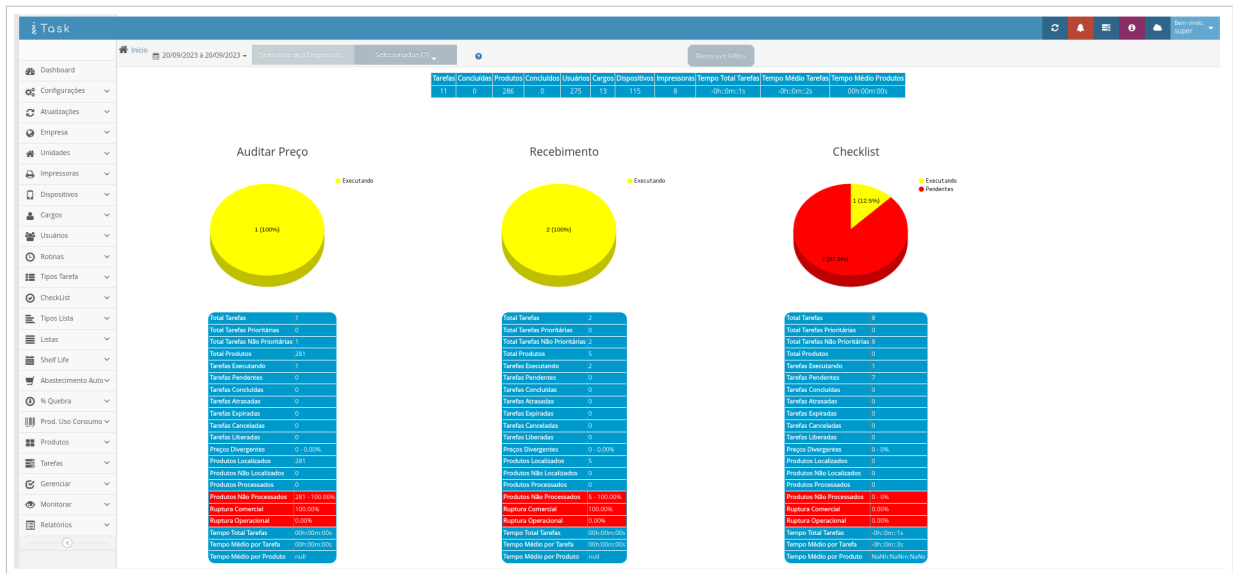 Task
Bem vindo,
super
Início
20/09/2023 à 20/09/2023
Selecionadas (7)
Remover Filtro
Dashboard
Configurações
Atualizações
Empresa
Unidades
Impressoras
Dispositivos
Cargos
Usuários
Rotinas
Tipos Tarefa
CheckList
Tipos Lista
Listas
Shelf Life
Abastecimento Auto
% Quebra
Prod. Uso Consumo
Produtos
Tarefas
Gerenciar
Monitorar
Relatórios
Tarefas Concluídas Produtos Concluídos Usuários Cargos Dispositivos Impressoras Tempo Total Tarefas Tempo Médio Tarefas Tempo Médio Produtos
11 0 286 0 275 13 115 8 -0h:0m:1s -0h:0m:2s 00h:00m:00s
Auditar Preço
Executando
1 (100%)
Total Tarefas 1
Total Tarefas Prioritárias 0
Total Tarefas Não Prioritárias 1
Total Produtos 281
Tarefas Executando 1
Tarefas Pendentes 0
Tarefas Concluídas 0
Tarefas Atrasadas 0
Tarefas Expiradas 0
Tarefas Canceladas 0
Tarefas Liberadas 0
Preços Divergentes 0 - 0.00%
Produtos Localizados 281
Produtos Não Localizados 0
Produtos Processados 0
Produtos Não Processados 281 - 100.00%
Ruptura Comercial 100.00%
Ruptura Operacional 0.00%
Tempo Total Tarefas 00h:00m:00s
Tempo Médio por Tarefa 00h:00m:00s
Tempo Médio por Produto null
Recebimento
Executando
2 (100%)
Total Tarefas 2
Total Tarefas Prioritárias 0
Total Tarefas Não Prioritárias 2
Total Produtos 5
Tarefas Executando 2
Tarefas Pendentes 0
Tarefas Concluídas 0
Tarefas Atrasadas 0
Tarefas Expiradas 0
Tarefas Canceladas 0
Tarefas Liberadas 0
Preços Divergentes 0 - 0.00%
Produtos Localizados 5
Produtos Não Localizados 0
Produtos Processados 0
Produtos Não Processados 5 - 100.00%
Ruptura Comercial 100.00%
Ruptura Operacional 0.00%
Tempo Total Tarefas 00h:00m:00s
Tempo Médio por Tarefa 00h:00m:00s
Tempo Médio por Produto null
Checklist
Executando
Pendentes
1 (12.5%)
7 (87.5%)
Total Tarefas 8
Total Tarefas Prioritárias 0
Total Tarefas Não Prioritárias 8
Total Produtos 0
Tarefas Executando 1
Tarefas Pendentes 7
Tarefas Concluídas 0
Tarefas Atrasadas 0
Tarefas Expiradas 0
Tarefas Canceladas 0
Tarefas Liberadas 0
Preços Divergentes 0 - 0%
Produtos Localizados 0
Produtos Não Localizados 0
Produtos Processados 0
Produtos Não Processados 0 - 0%
Ruptura Comercial 0.00%
Ruptura Operacional 0.00%
Tempo Total Tarefas -0h:0m:1s
Tempo Médio por Tarefa -0h:0m:3s
Tempo Médio por Produto NaNh:NaNm:NaNs